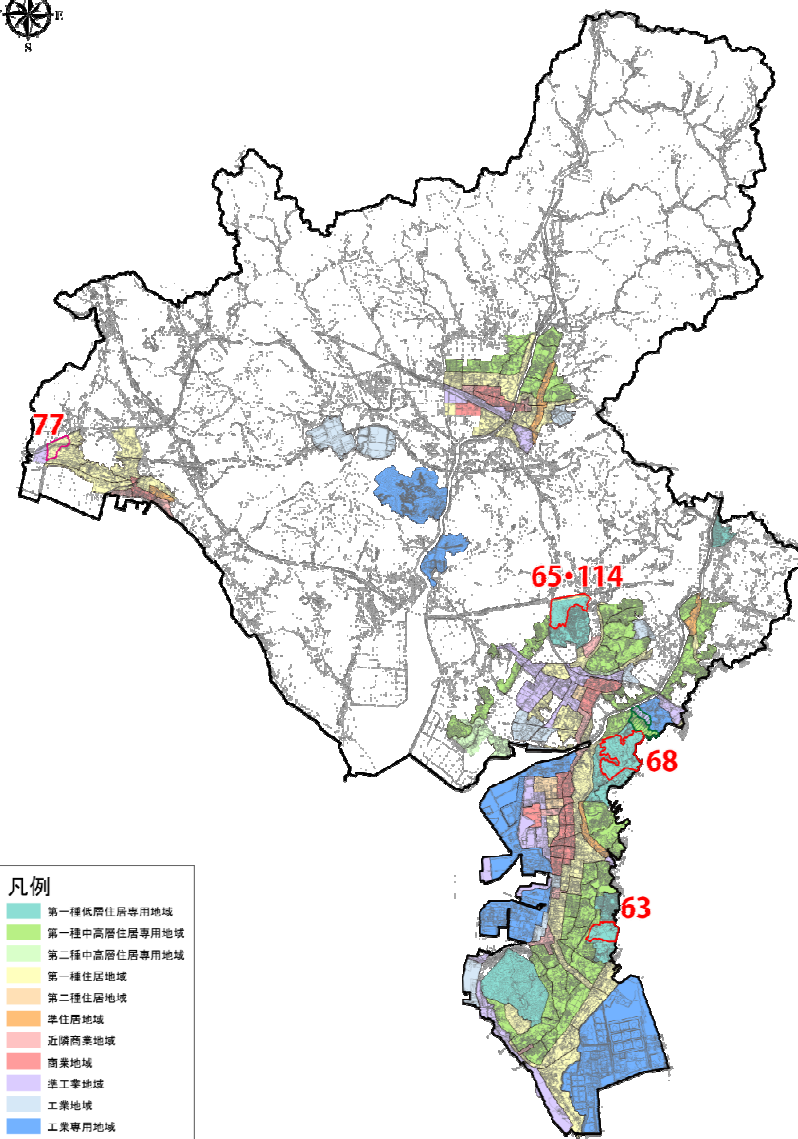 E
S
77
65・114
68
63
凡例
第一種低層住居専用地域
第一種中高層住居専用地域
第二種中高層住居専用地域
第一種住居地域
第二種住居地域
準住居地域
近隣商業地域
商業地域
準工業地域
工業地域
工業専用地域